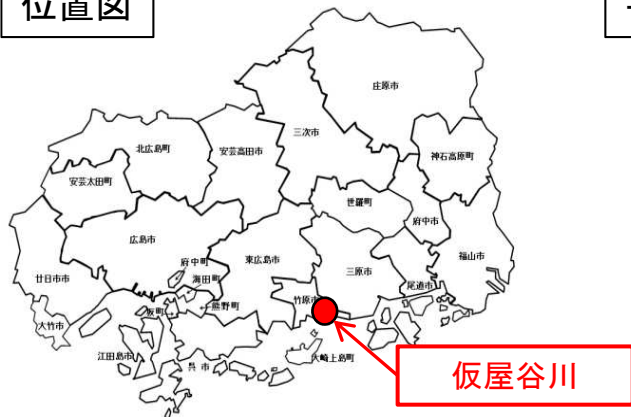 位置図
庄原市
三次市
北広島町
安芸高田市
神石高原町
安芸太田町
世羅町
府中市
広島市
東広島市
三原市
福山市
府中町
海田町
廿日市市
尾道市
竹原市
坂町
熊野町
大竹市
江田島市
呉市
大崎上島町
仮屋谷川